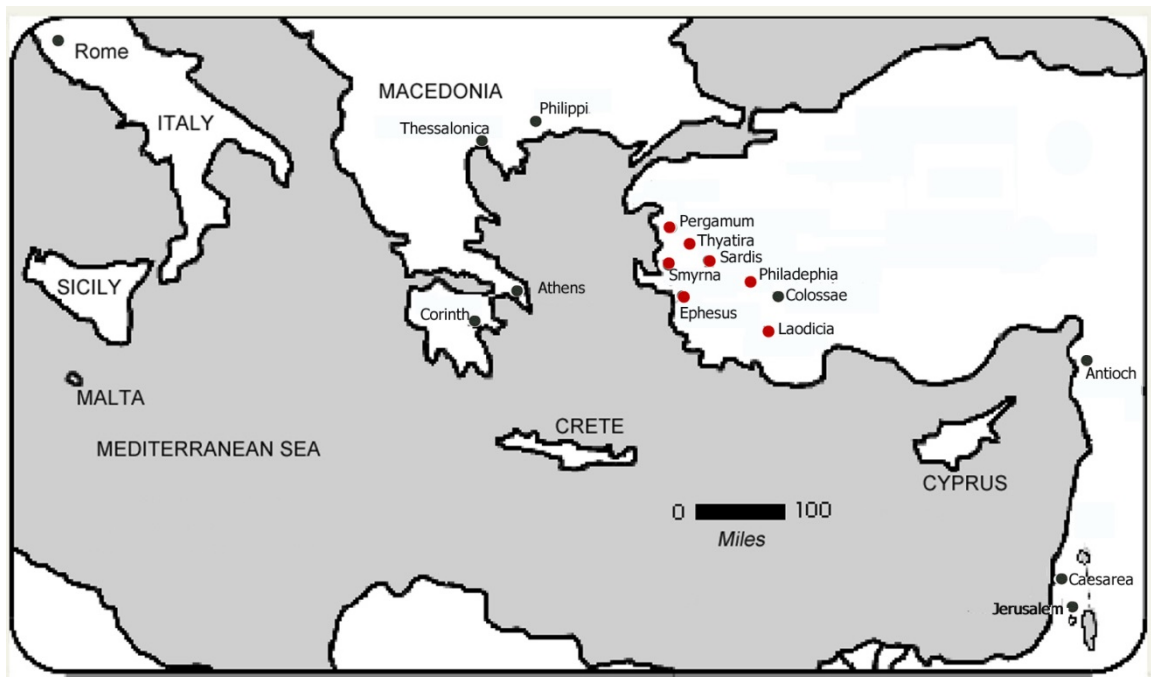 Rome
MACEDONIA
Philippi
ITALY
Thessalonica
Pergamum
Thyatira
Sardis
Smyrna
Philadephia
SICILY
Athens
Colossae
Ephesus
Corinth
Laodicia
Antioch
MALTA
CRETE
MEDITERRANEAN SEA
CYPRUS
0 100
Miles
Caesarea
Jerusalem